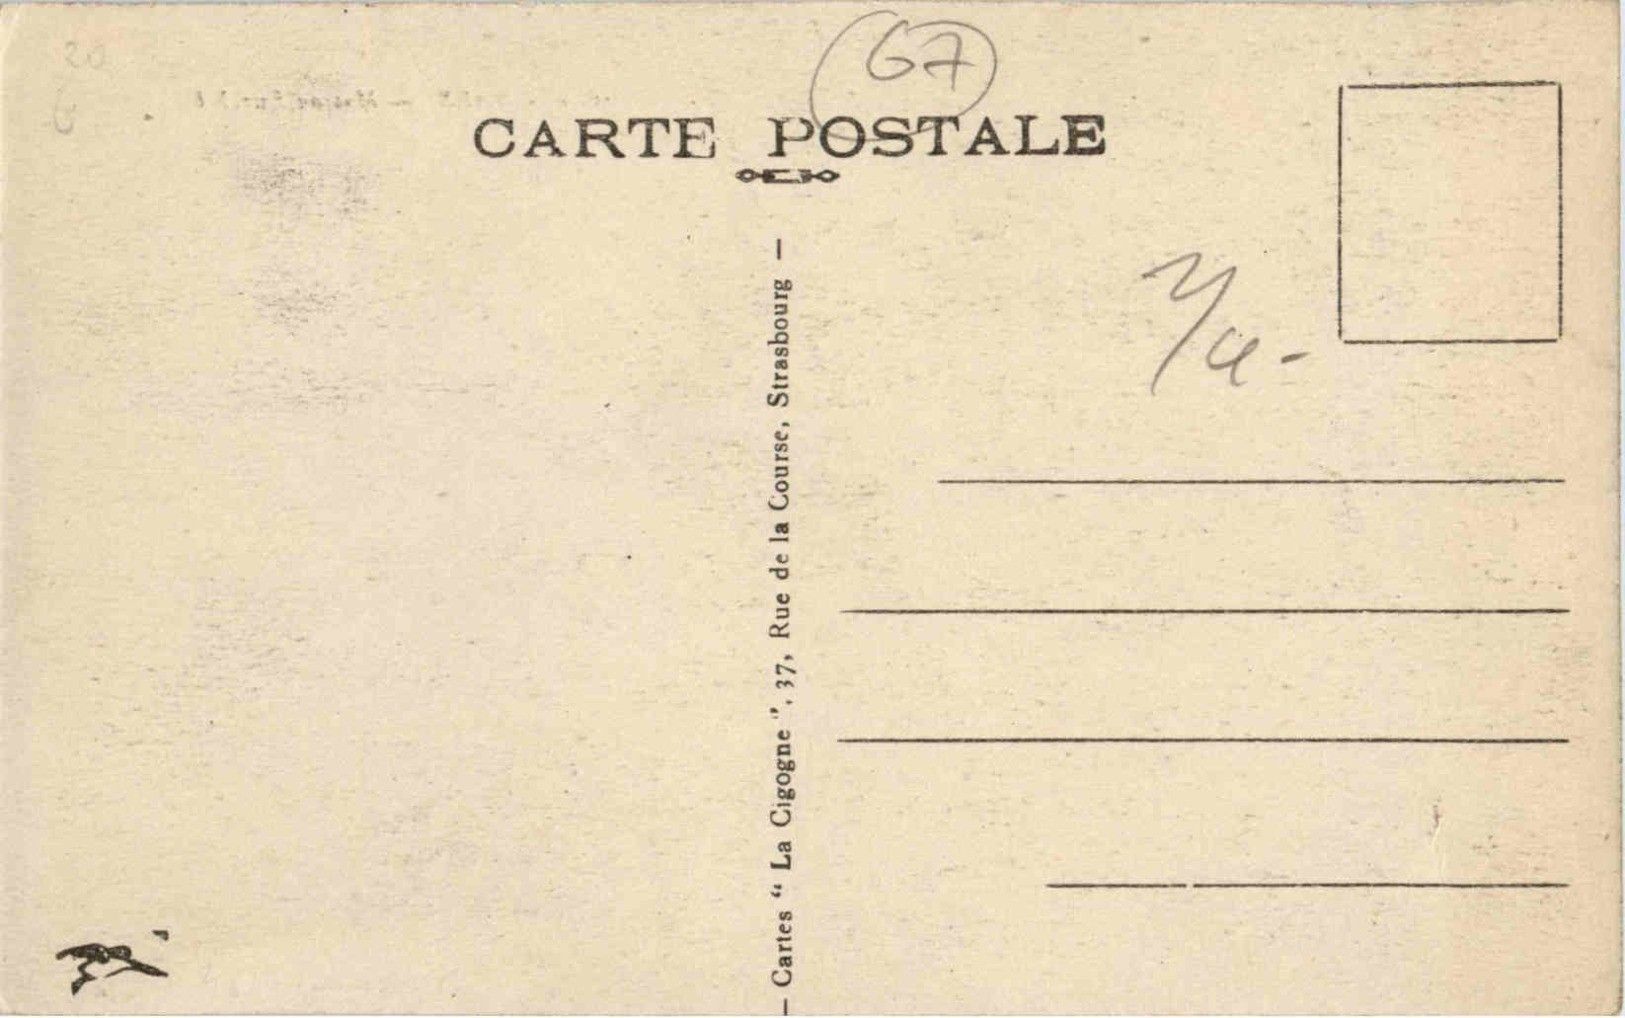 67
CARTE POSTALE
— Cartes “ La Cigogne ”, 37, Rue de la Course, Strasbourg —